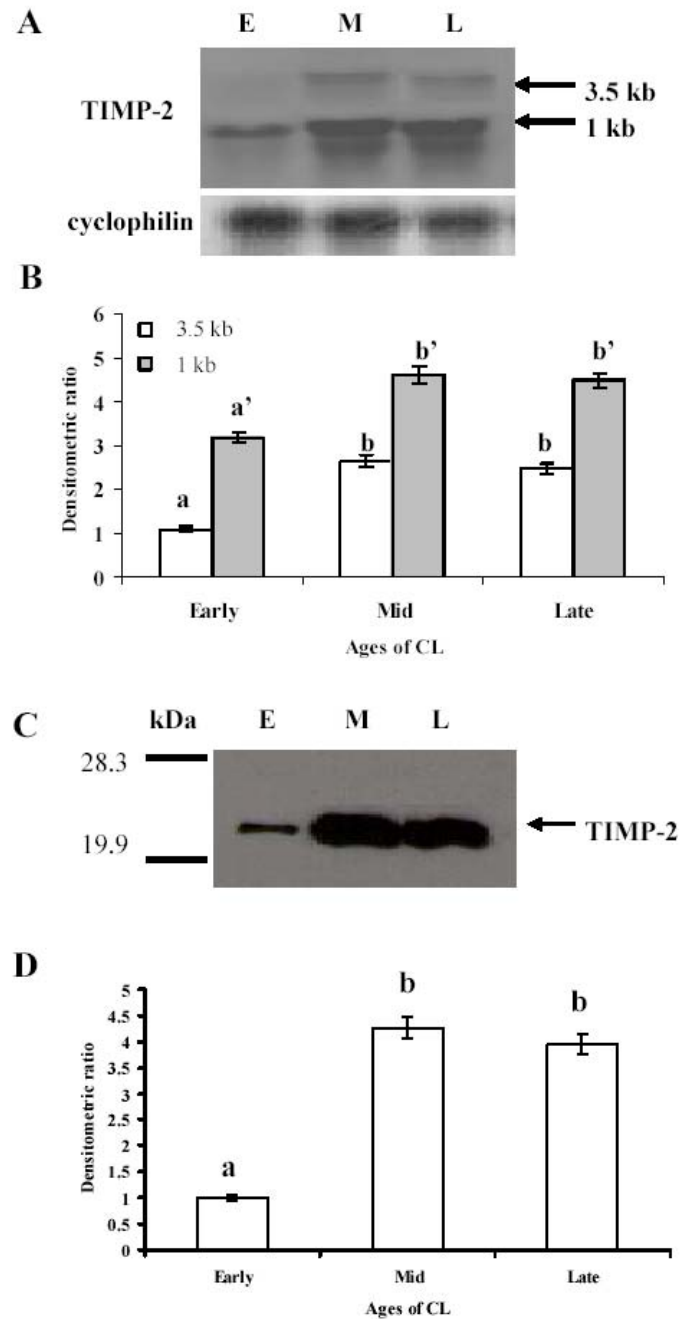 A
E M L
TIMP-2
3.5 kb
1 kb
cyclophilin
B
6
5
4
3
2
1
0
Densitometric ratio
3.5 kb
1 kb
a
a’
b
b’
b
b’
Early Mid Late
Ages of CL
C
kDa E M L
28.3
19.9
TIMP-2
D
5
4.5
4
3.5
3
2.5
2
1.5
1
0.5
0
Densitometric ratio
a
b
b
Early Mid Late
Ages of CL